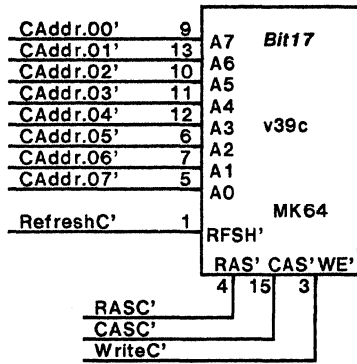 CAddr.00' 9 A7 Bit17
CAddr.01' 13 A6
CAddr.02' 10 A5
CAddr.03' 11 A4
CAddr.04' 12 A3 v39c
CAddr.05' 6 A2
CAddr.06' 7 A1
CAddr.07' 5 A0
MK64
RefreshC' 1 RFSH'
RAS' CAS' WE'
4 15 3
RASC'
CASC'
WriteC'